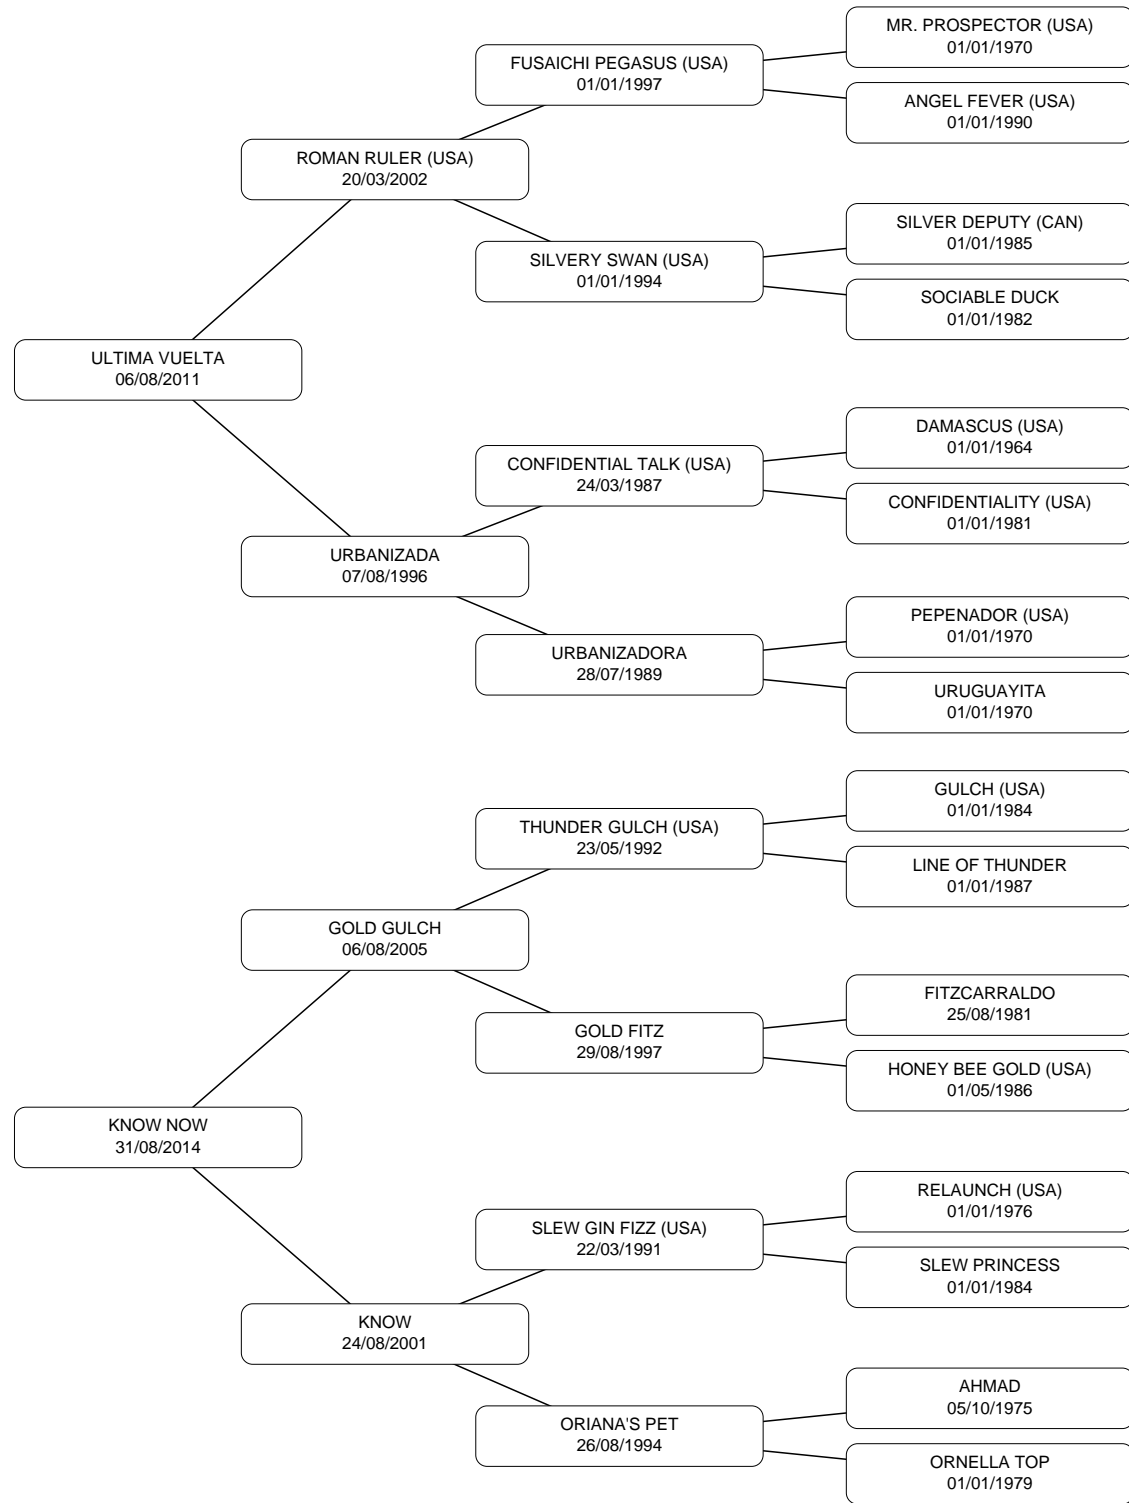 MR. PROSPECTOR (USA)
01/01/1970
FUSAICHI PEGASUS (USA)
01/01/1997
ANGEL FEVER (USA)
01/01/1990
ROMAN RULER (USA)
20/03/2002
SILVER DEPUTY (CAN)
01/01/1985
SILVERY SWAN (USA)
01/01/1994
SOCIABLE DUCK
01/01/1982
ULTIMA VUELTA
06/08/2011
DAMASCUS (USA)
01/01/1964
CONFIDENTIAL TALK (USA)
24/03/1987
CONFIDENTIALITY (USA)
01/01/1981
URBANIZADA
07/08/1996
PEPENADOR (USA)
01/01/1970
URBANIZADORA
28/07/1989
URUGUAYITA
01/01/1970
GULCH (USA)
01/01/1984
THUNDER GULCH (USA)
23/05/1992
LINE OF THUNDER
01/01/1987
GOLD GULCH
06/08/2005
FITZCARRALDO
25/08/1981
GOLD FITZ
29/08/1997
HONEY BEE GOLD (USA)
01/05/1986
KNOW NOW
31/08/2014
RELAUNCH (USA)
01/01/1976
SLEW GIN FIZZ (USA)
22/03/1991
SLEW PRINCESS
01/01/1984
KNOW
24/08/2001
AHMAD
05/10/1975
ORIANA'S PET
26/08/1994
ORNELLA TOP
01/01/1979